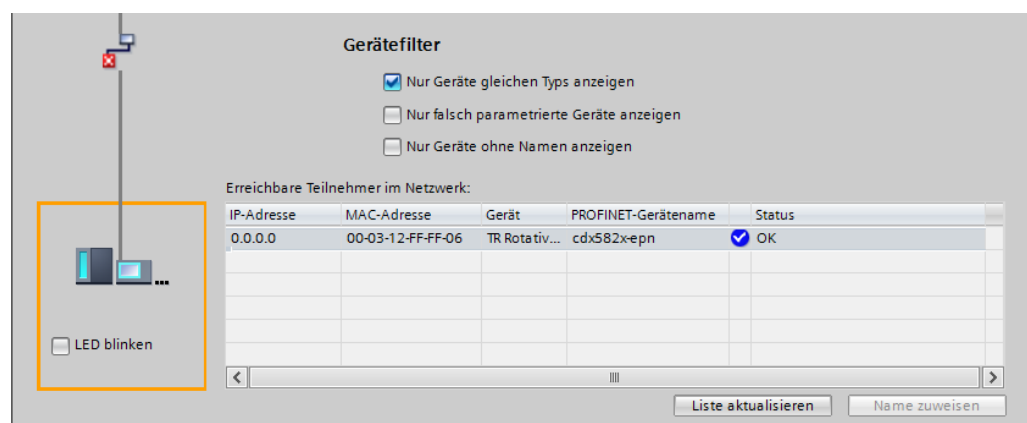 Gerätefilter
Nur Geräte gleichen Typs anzeigen
Nur falsch parametrierte Geräte anzeigen
Nur Geräte ohne Namen anzeigen
Erreichbare Teilnehmer im Netzwerk:
IP-Adresse MAC-Adresse Gerät PROFINET-Gerätename Status
0.0.0.0 00-03-12-FF-FF-06 TR Rotativ... cdx582x-epn OK
LED blinken
Liste aktualisieren Name zuweisen